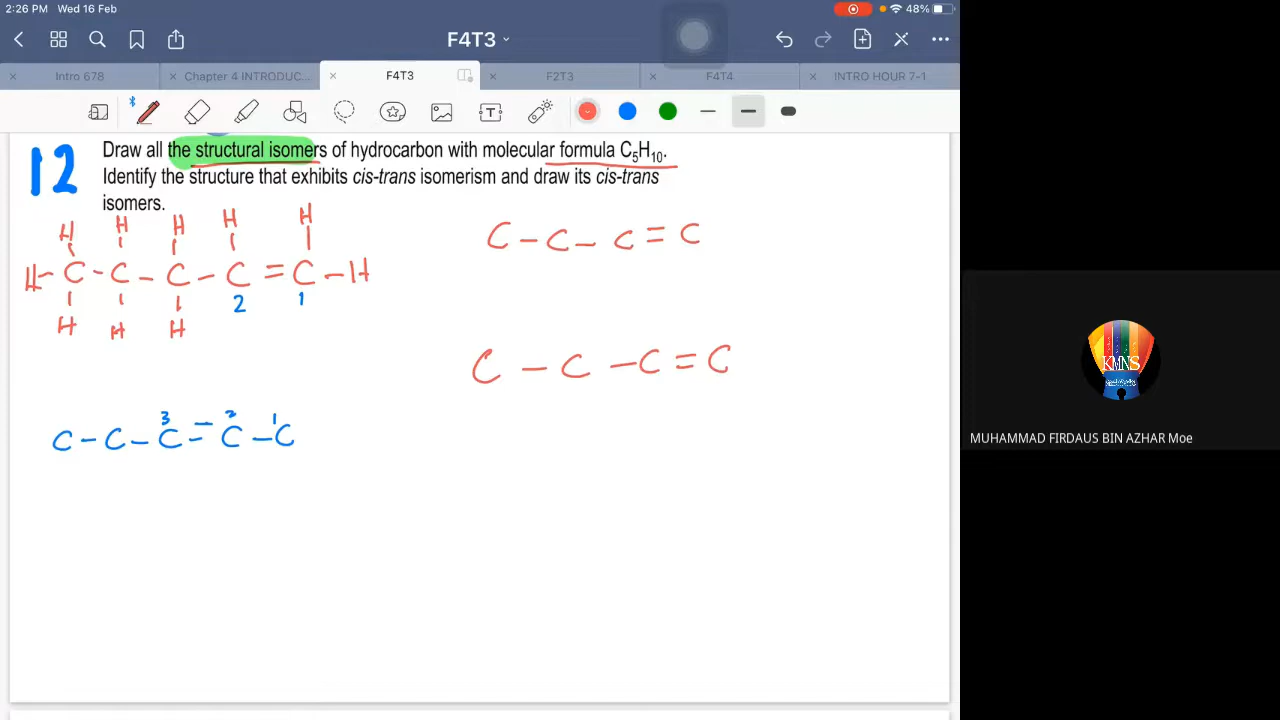 2:26 PM Wed 16 Feb
48%
F4T3
Intro 678
Chapter 4 INTRODUC...
F4T3
F2T3
F4T4
INTRO HOUR 7-1
12
Draw all the structural isomers of hydrocarbon with molecular formula C₅H₁₀.
Identify the structure that exhibits cis-trans isomerism and draw its cis-trans
isomers.
H H H H H
H-C-C-C-C=C-H
2 1
H H H
C-C-C=C
C-C-C=C
3 2 1
C-C-C=C-C
KMNS
MUHAMMAD FIRDAUS BIN AZHAR Moe